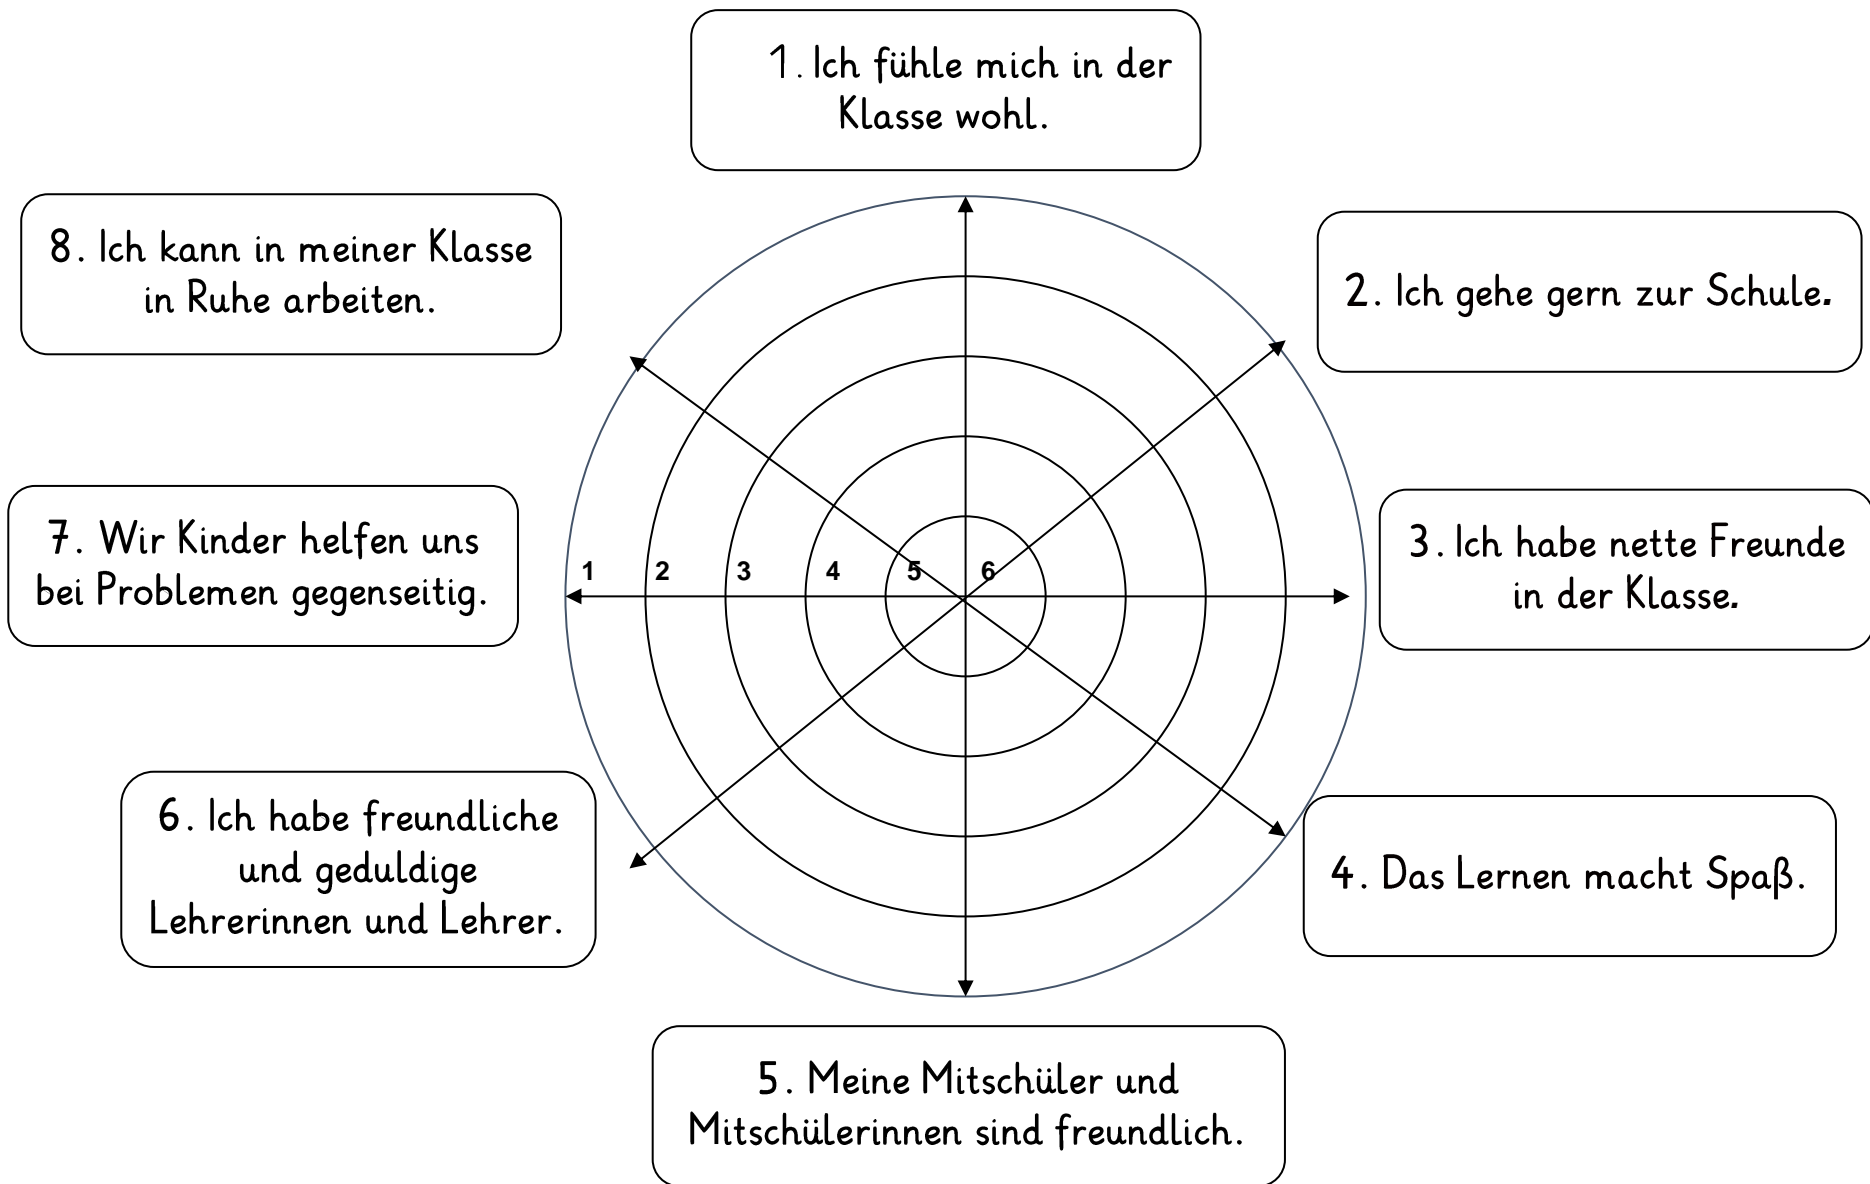 1. Ich fühle mich in der
Klasse wohl.
8. Ich kann in meiner Klasse
in Ruhe arbeiten.
2. Ich gehe gern zur Schule.
7. Wir Kinder helfen uns
bei Problemen gegenseitig.
1 2 3 4 5 6
3. Ich habe nette Freunde
in der Klasse.
6. Ich habe freundliche
und geduldige
Lehrerinnen und Lehrer.
4. Das Lernen macht Spaß.
5. Meine Mitschüler und
Mitschülerinnen sind freundlich.